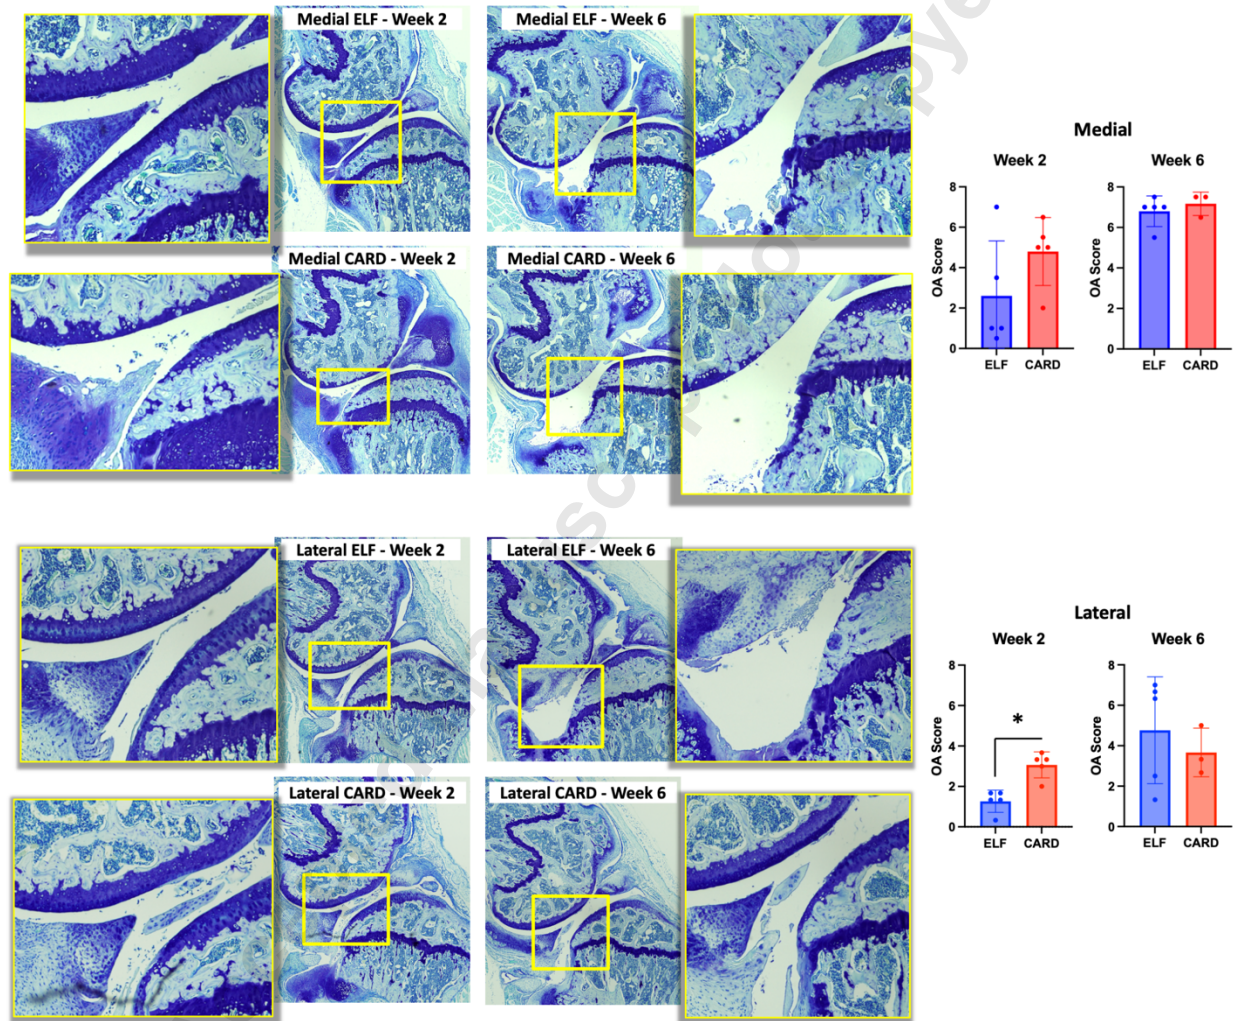 Medial ELF - Week 2
Medial ELF - Week 6
Medial CARD - Week 2
Medial CARD - Week 6
Medial
Week 2
Week 6
OA Score
8
6
4
2
0
ELF
CARD
OA Score
8
6
4
2
0
ELF
CARD
Lateral ELF - Week 2
Lateral ELF - Week 6
Lateral CARD - Week 2
Lateral CARD - Week 6
Lateral
Week 2
Week 6
OA Score
8
6
4
2
0
*
ELF
CARD
OA Score
8
6
4
2
0
ELF
CARD